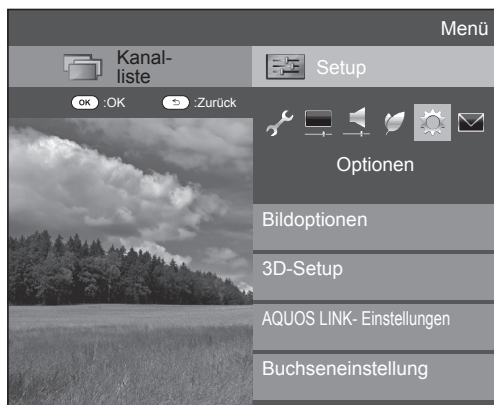 Menü
Kanal-
liste
Setup
OK :OK :Zurück
Optionen
Bildoptionen
3D-Setup
AQUOS LINK- Einstellungen
Buchseneinstellung